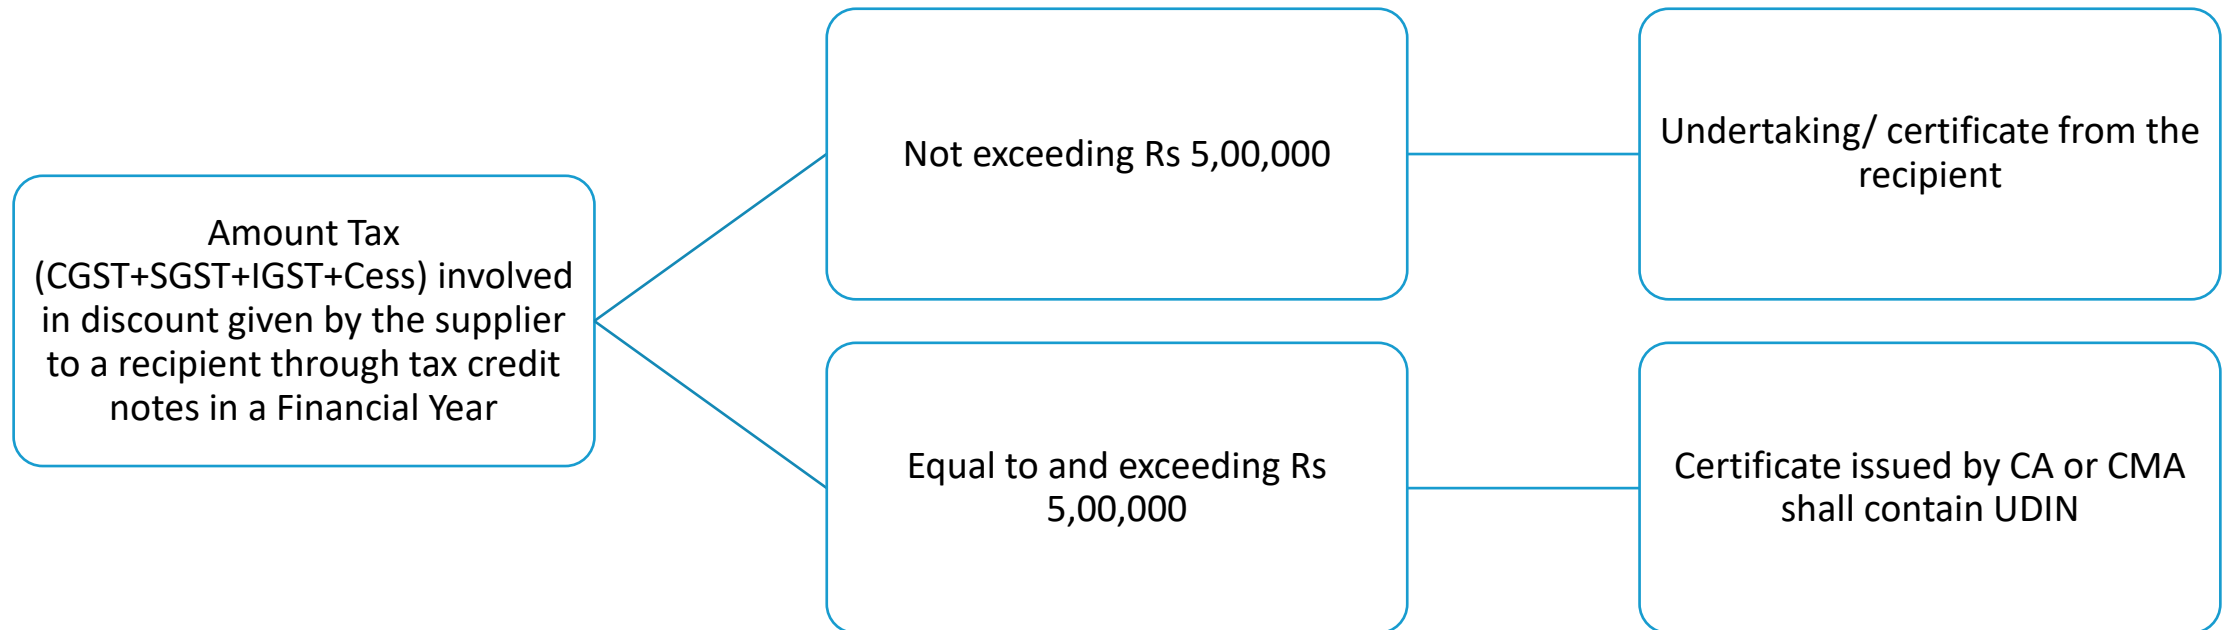 Amount Tax
(CGST+SGST+IGST+Cess) involved
in discount given by the supplier
to a recipient through tax credit
notes in a Financial Year
Not exceeding Rs 5,00,000
Undertaking/ certificate from the
recipient
Equal to and exceeding Rs
5,00,000
Certificate issued by CA or CMA
shall contain UDIN